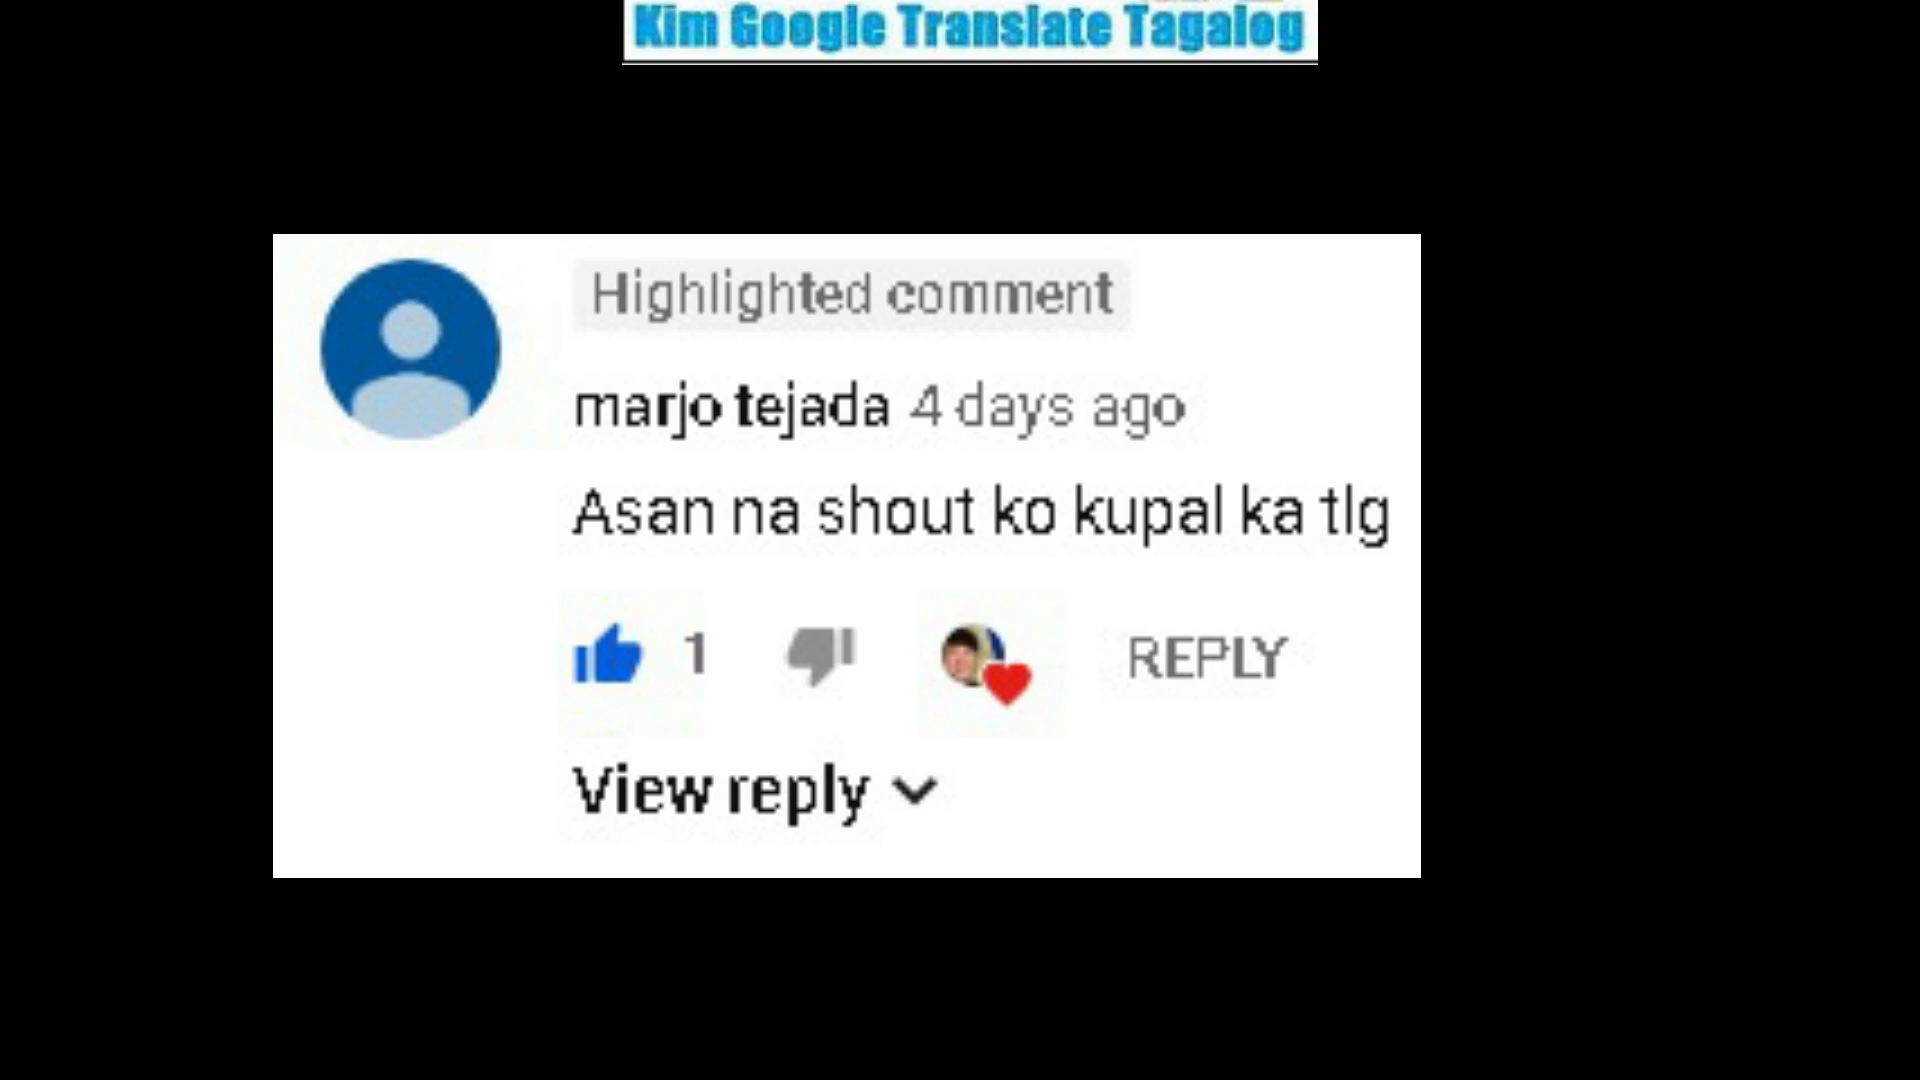 Kim Google Translate Tagalog
Highlighted comment
marjo tejada 4 days ago
Asan na shout ko kupal ka tlg
1 REPLY
View reply